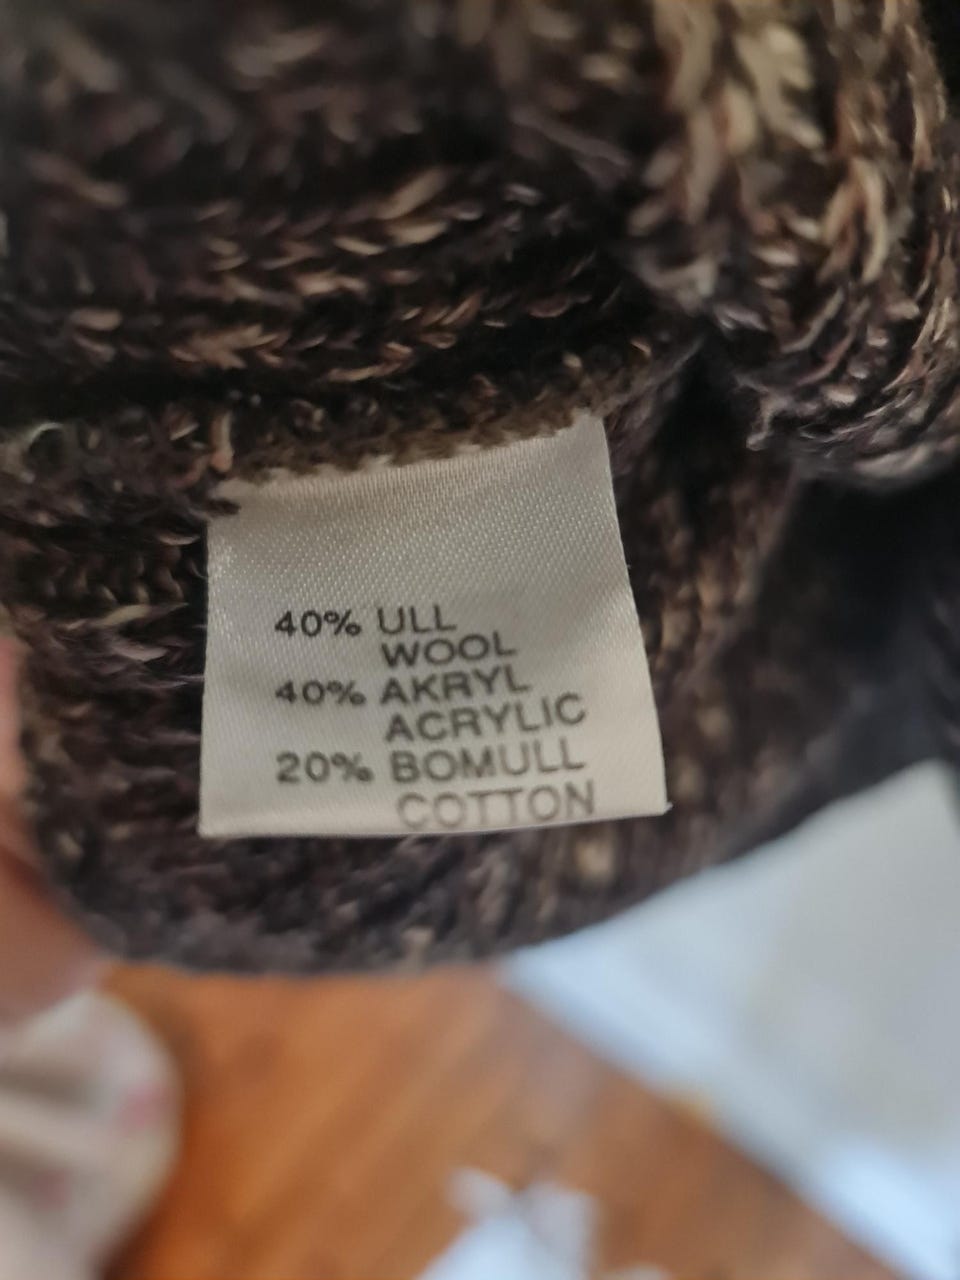 40% ULL
WOOL
40% AKRYL
ACRYLIC
20% BOMULL
COTTON